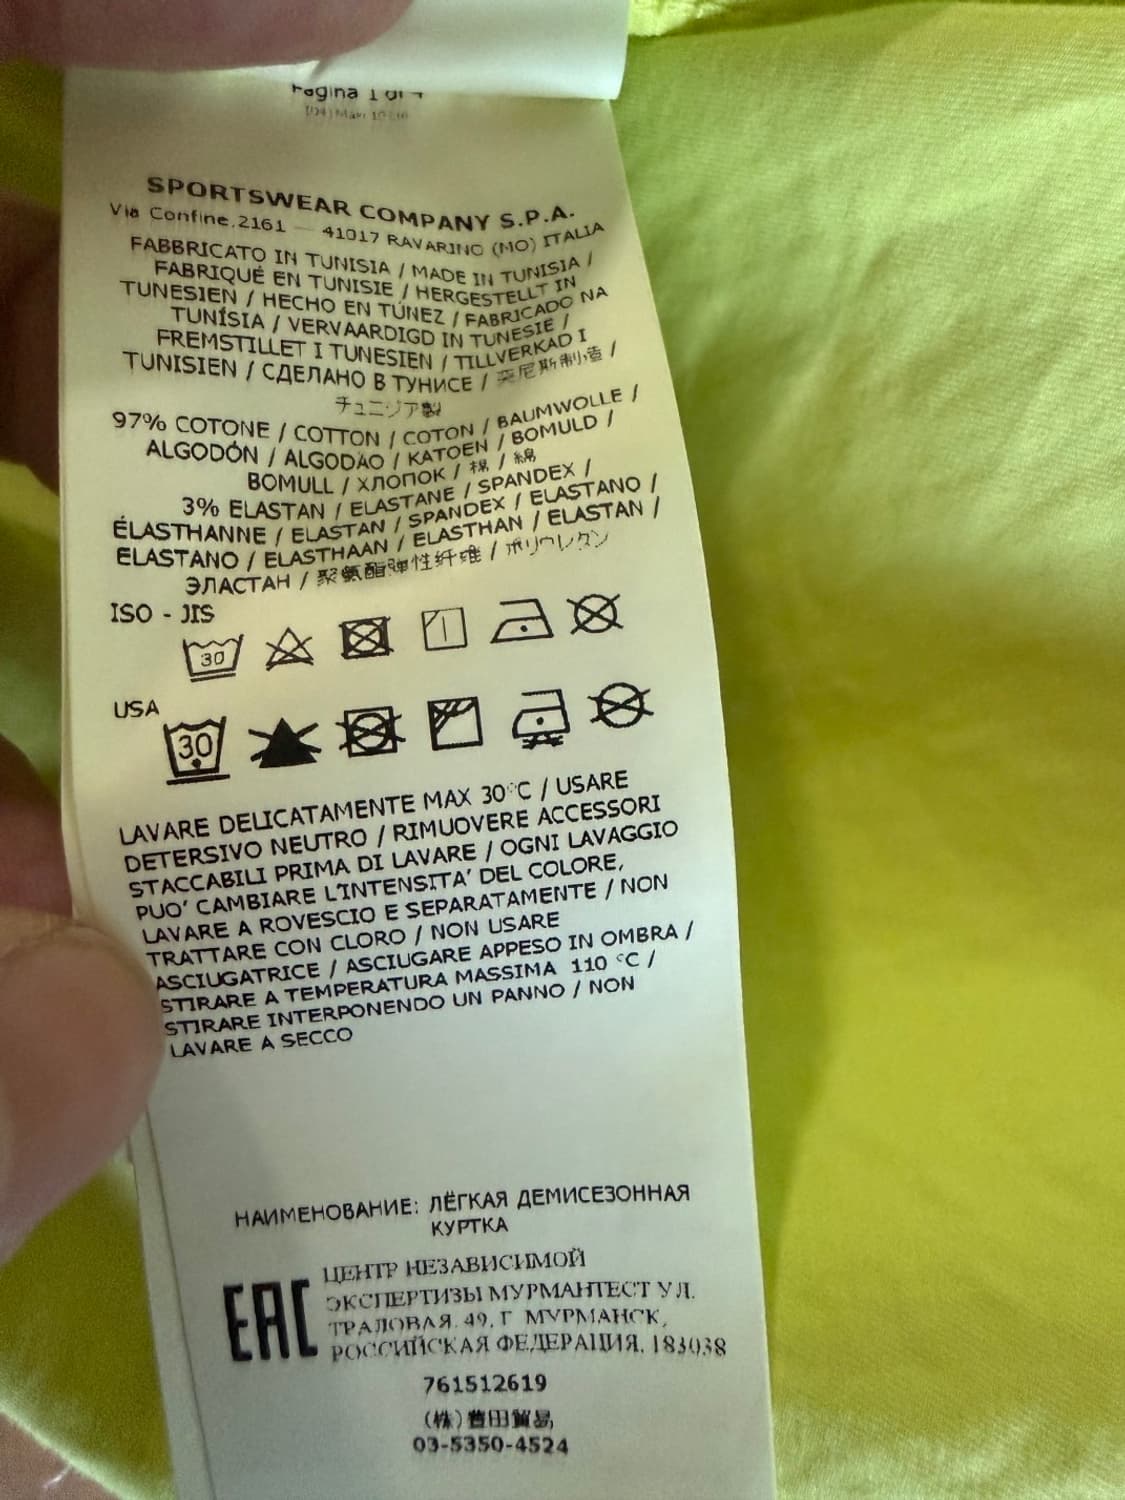 Pagina 1 of 4
SPORTSWEAR COMPANY S.P.A.
Via Confine,2161 — 41017 RAVARINO (MO) ITALIA
FABBRICATO IN TUNISIA / MADE IN TUNISIA /
FABRIQUÉ EN TUNISIE / HERGESTELLT IN
TUNESIEN / HECHO EN TÚNEZ / FABRICADO NA
TUNÍSIA / VERVAARDIGD IN TUNESIË /
FREMSTILLET I TUNESIEN / TILLVERKAD I
TUNISIEN / СДЕЛАНО В ТУНИСЕ / 突尼斯制造 /
チュニジア製
97% COTONE / COTTON / COTON / BAUMWOLLE /
ALGODÓN / ALGODÃO / KATOEN / BOMULD /
BOMULL / ХЛОПОК / 棉 / 綿
3% ELASTAN / ELASTANE / SPANDEX /
ÉLASTHANNE / ELASTAN / SPANDEX / ELASTANO /
ELASTANO / ELASTHAAN / ELASTHAN / ELASTAN /
ЭЛАСТАН / 聚氨酯弹性纤维 / ポリウレタン
ISO - JIS
30
USA
30
LAVARE DELICATAMENTE MAX 30°C / USARE
DETERSIVO NEUTRO / RIMUOVERE ACCESSORI
STACCABILI PRIMA DI LAVARE / OGNI LAVAGGIO
PUO' CAMBIARE L'INTENSITA' DEL COLORE,
LAVARE A ROVESCIO E SEPARATAMENTE / NON
TRATTARE CON CLORO / NON USARE
ASCIUGATRICE / ASCIUGARE APPESO IN OMBRA /
STIRARE A TEMPERATURA MASSIMA 110 °C /
STIRARE INTERPONENDO UN PANNO / NON
LAVARE A SECCO
НАИМЕНОВАНИЕ: ЛЁГКАЯ ДЕМИСЕЗОННАЯ
КУРТКА
EAC
ЦЕНТР НЕЗАВИСИМОЙ
ЭКСПЕРТИЗЫ МУРМАНТЕСТ УЛ.
ТРАЛОВАЯ, 49, Г. МУРМАНСК,
РОССИЙСКАЯ ФЕДЕРАЦИЯ, 183038
761512619
(株)豊田貿易
03-5350-4524